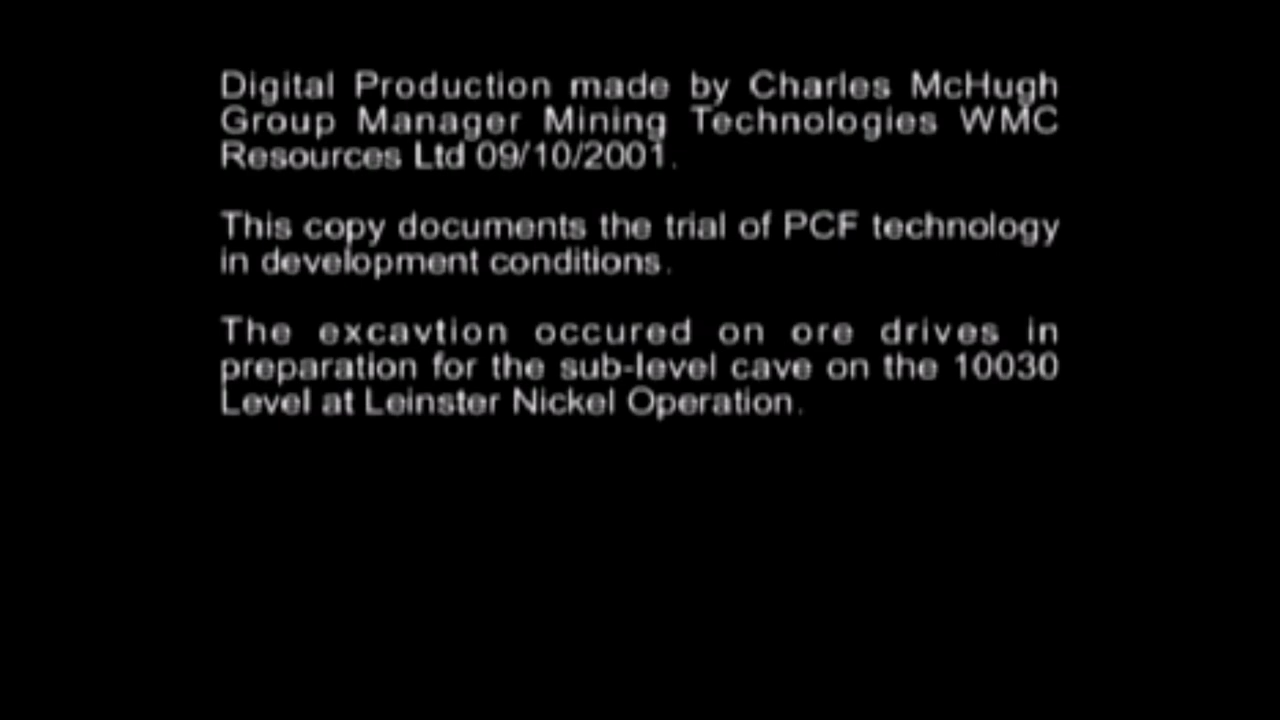 Digital Production made by Charles McHugh
Group Manager Mining Technologies WMC
Resources Ltd 09/10/2001.
This copy documents the trial of PCF technology
in development conditions.
The excavtion occured on ore drives in
preparation for the sub-level cave on the 10030
Level at Leinster Nickel Operation.